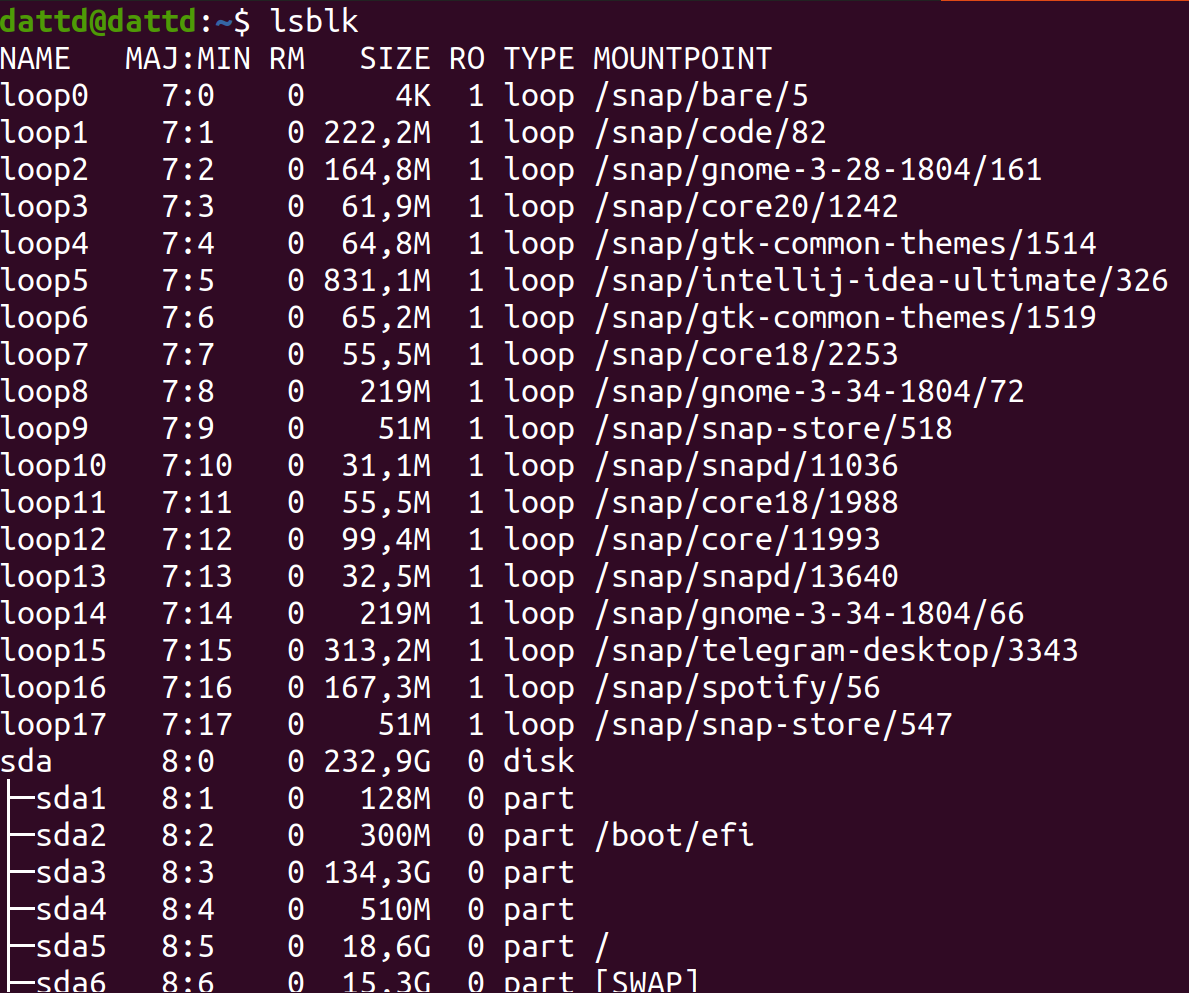 dattd@dattd:~$ lsblk
NAME   MAJ:MIN RM   SIZE RO TYPE MOUNTPOINT
loop0    7:0    0     4K  1 loop /snap/bare/5
loop1    7:1    0 222,2M  1 loop /snap/code/82
loop2    7:2    0 164,8M  1 loop /snap/gnome-3-28-1804/161
loop3    7:3    0  61,9M  1 loop /snap/core20/1242
loop4    7:4    0  64,8M  1 loop /snap/gtk-common-themes/1514
loop5    7:5    0 831,1M  1 loop /snap/intellij-idea-ultimate/326
loop6    7:6    0  65,2M  1 loop /snap/gtk-common-themes/1519
loop7    7:7    0  55,5M  1 loop /snap/core18/2253
loop8    7:8    0   219M  1 loop /snap/gnome-3-34-1804/72
loop9    7:9    0    51M  1 loop /snap/snap-store/518
loop10   7:10   0  31,1M  1 loop /snap/snapd/11036
loop11   7:11   0  55,5M  1 loop /snap/core18/1988
loop12   7:12   0  99,4M  1 loop /snap/core/11993
loop13   7:13   0  32,5M  1 loop /snap/snapd/13640
loop14   7:14   0   219M  1 loop /snap/gnome-3-34-1804/66
loop15   7:15   0 313,2M  1 loop /snap/telegram-desktop/3343
loop16   7:16   0 167,3M  1 loop /snap/spotify/56
loop17   7:17   0    51M  1 loop /snap/snap-store/547
sda      8:0    0 232,9G  0 disk
├─sda1   8:1    0   128M  0 part
├─sda2   8:2    0   300M  0 part /boot/efi
├─sda3   8:3    0 134,3G  0 part
├─sda4   8:4    0   510M  0 part
├─sda5   8:5    0  18,6G  0 part /
├─sda6   8:6    0  15,3G  0 part [SWAP]